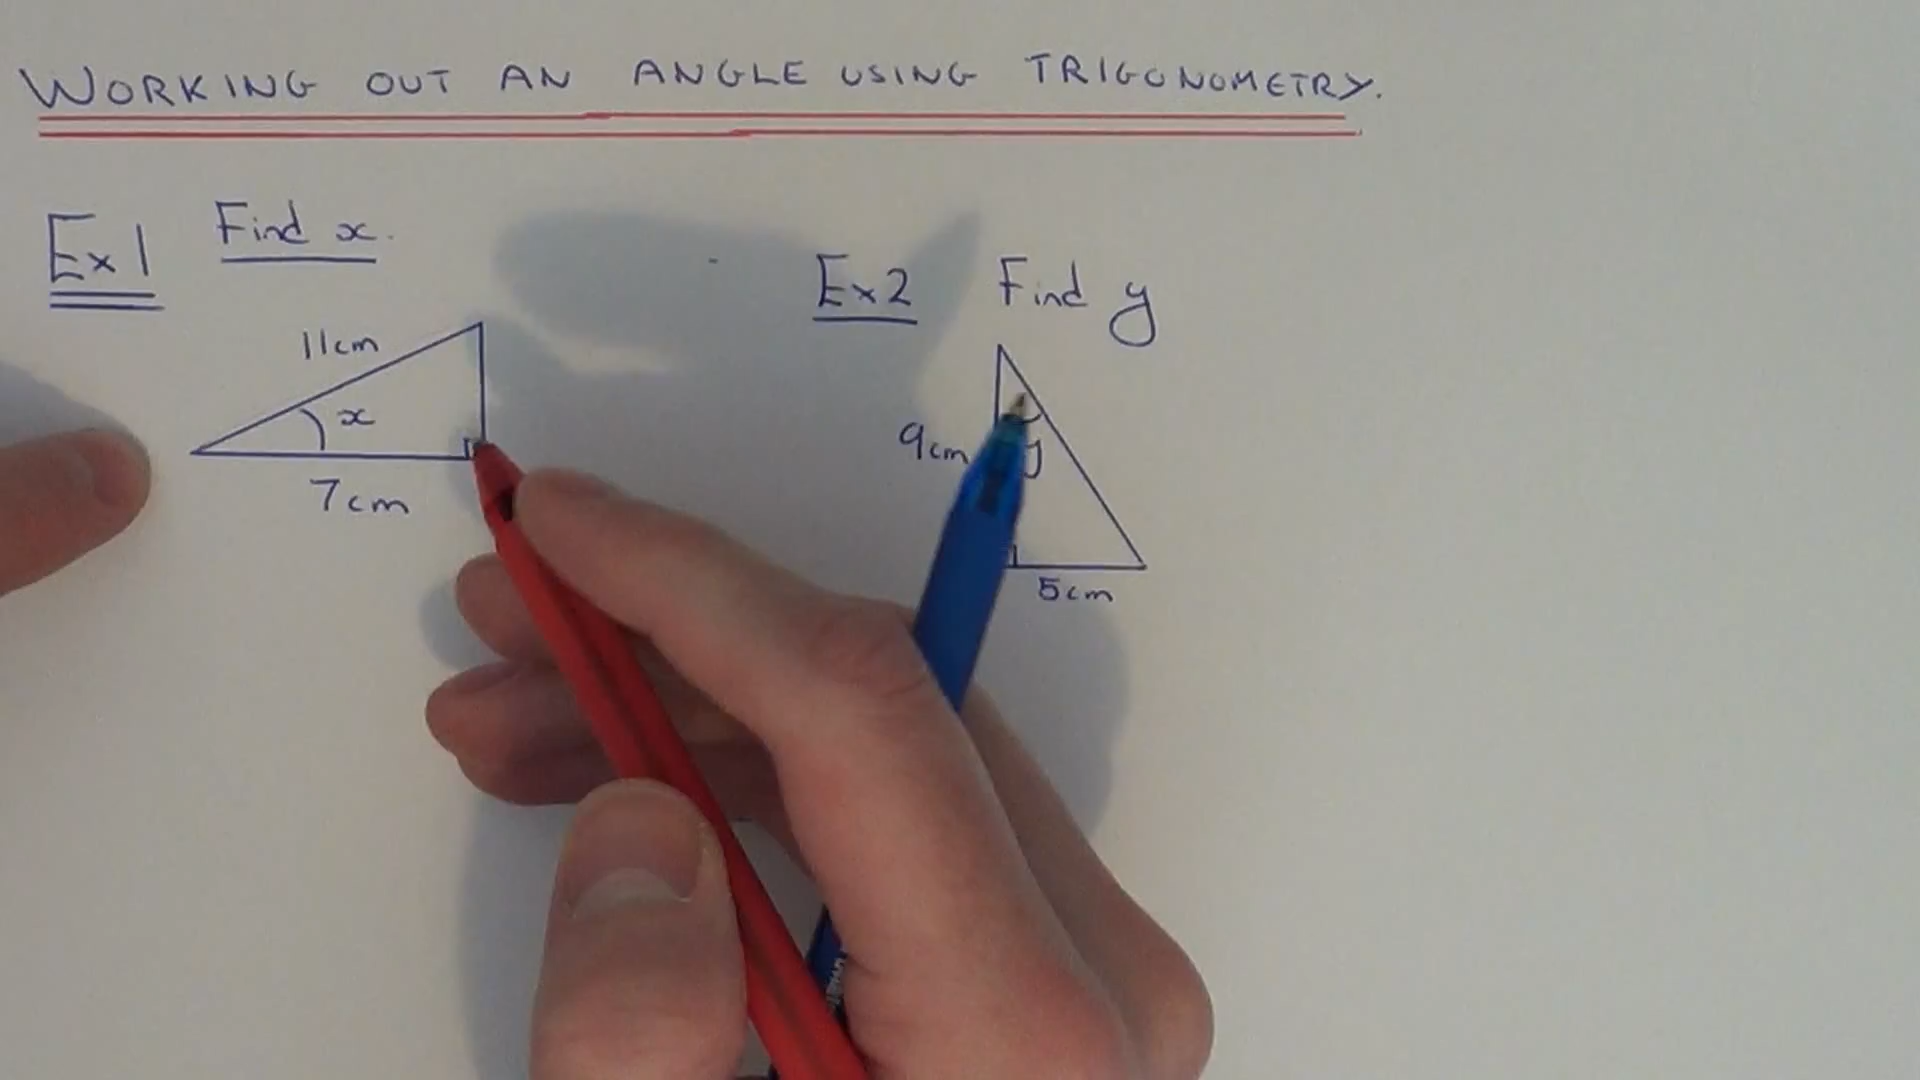 WORKING OUT AN ANGLE USING TRIGONOMETRY.
Ex1 Find x.
11cm
x
7cm
Ex2 Find y
9cm
y
5cm